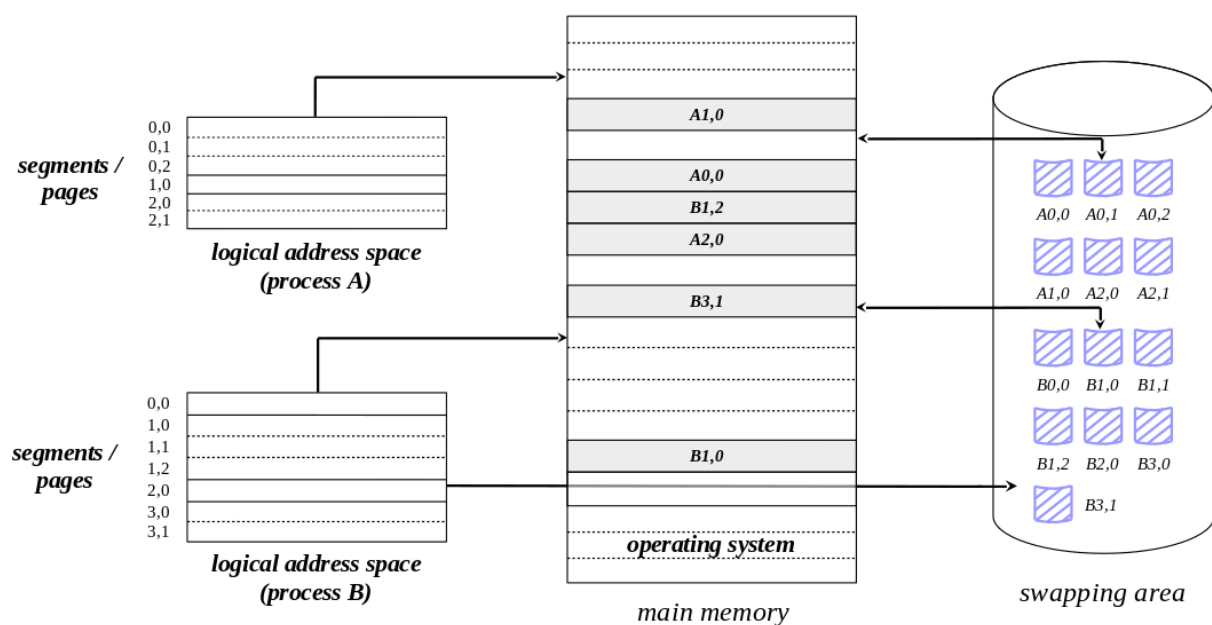 segments /
pages
0,0
0,1
0,2
1,0
2,0
2,1
logical address space
(process A)
segments /
pages
0,0
1,0
1,1
1,2
2,0
3,0
3,1
logical address space
(process B)
A1,0
A0,0
B1,2
A2,0
B3,1
B1,0
operating system
main memory
A0,0 A0,1 A0,2
A1,0 A2,0 A2,1
B0,0 B1,0 B1,1
B1,2 B2,0 B3,0
B3,1
swapping area